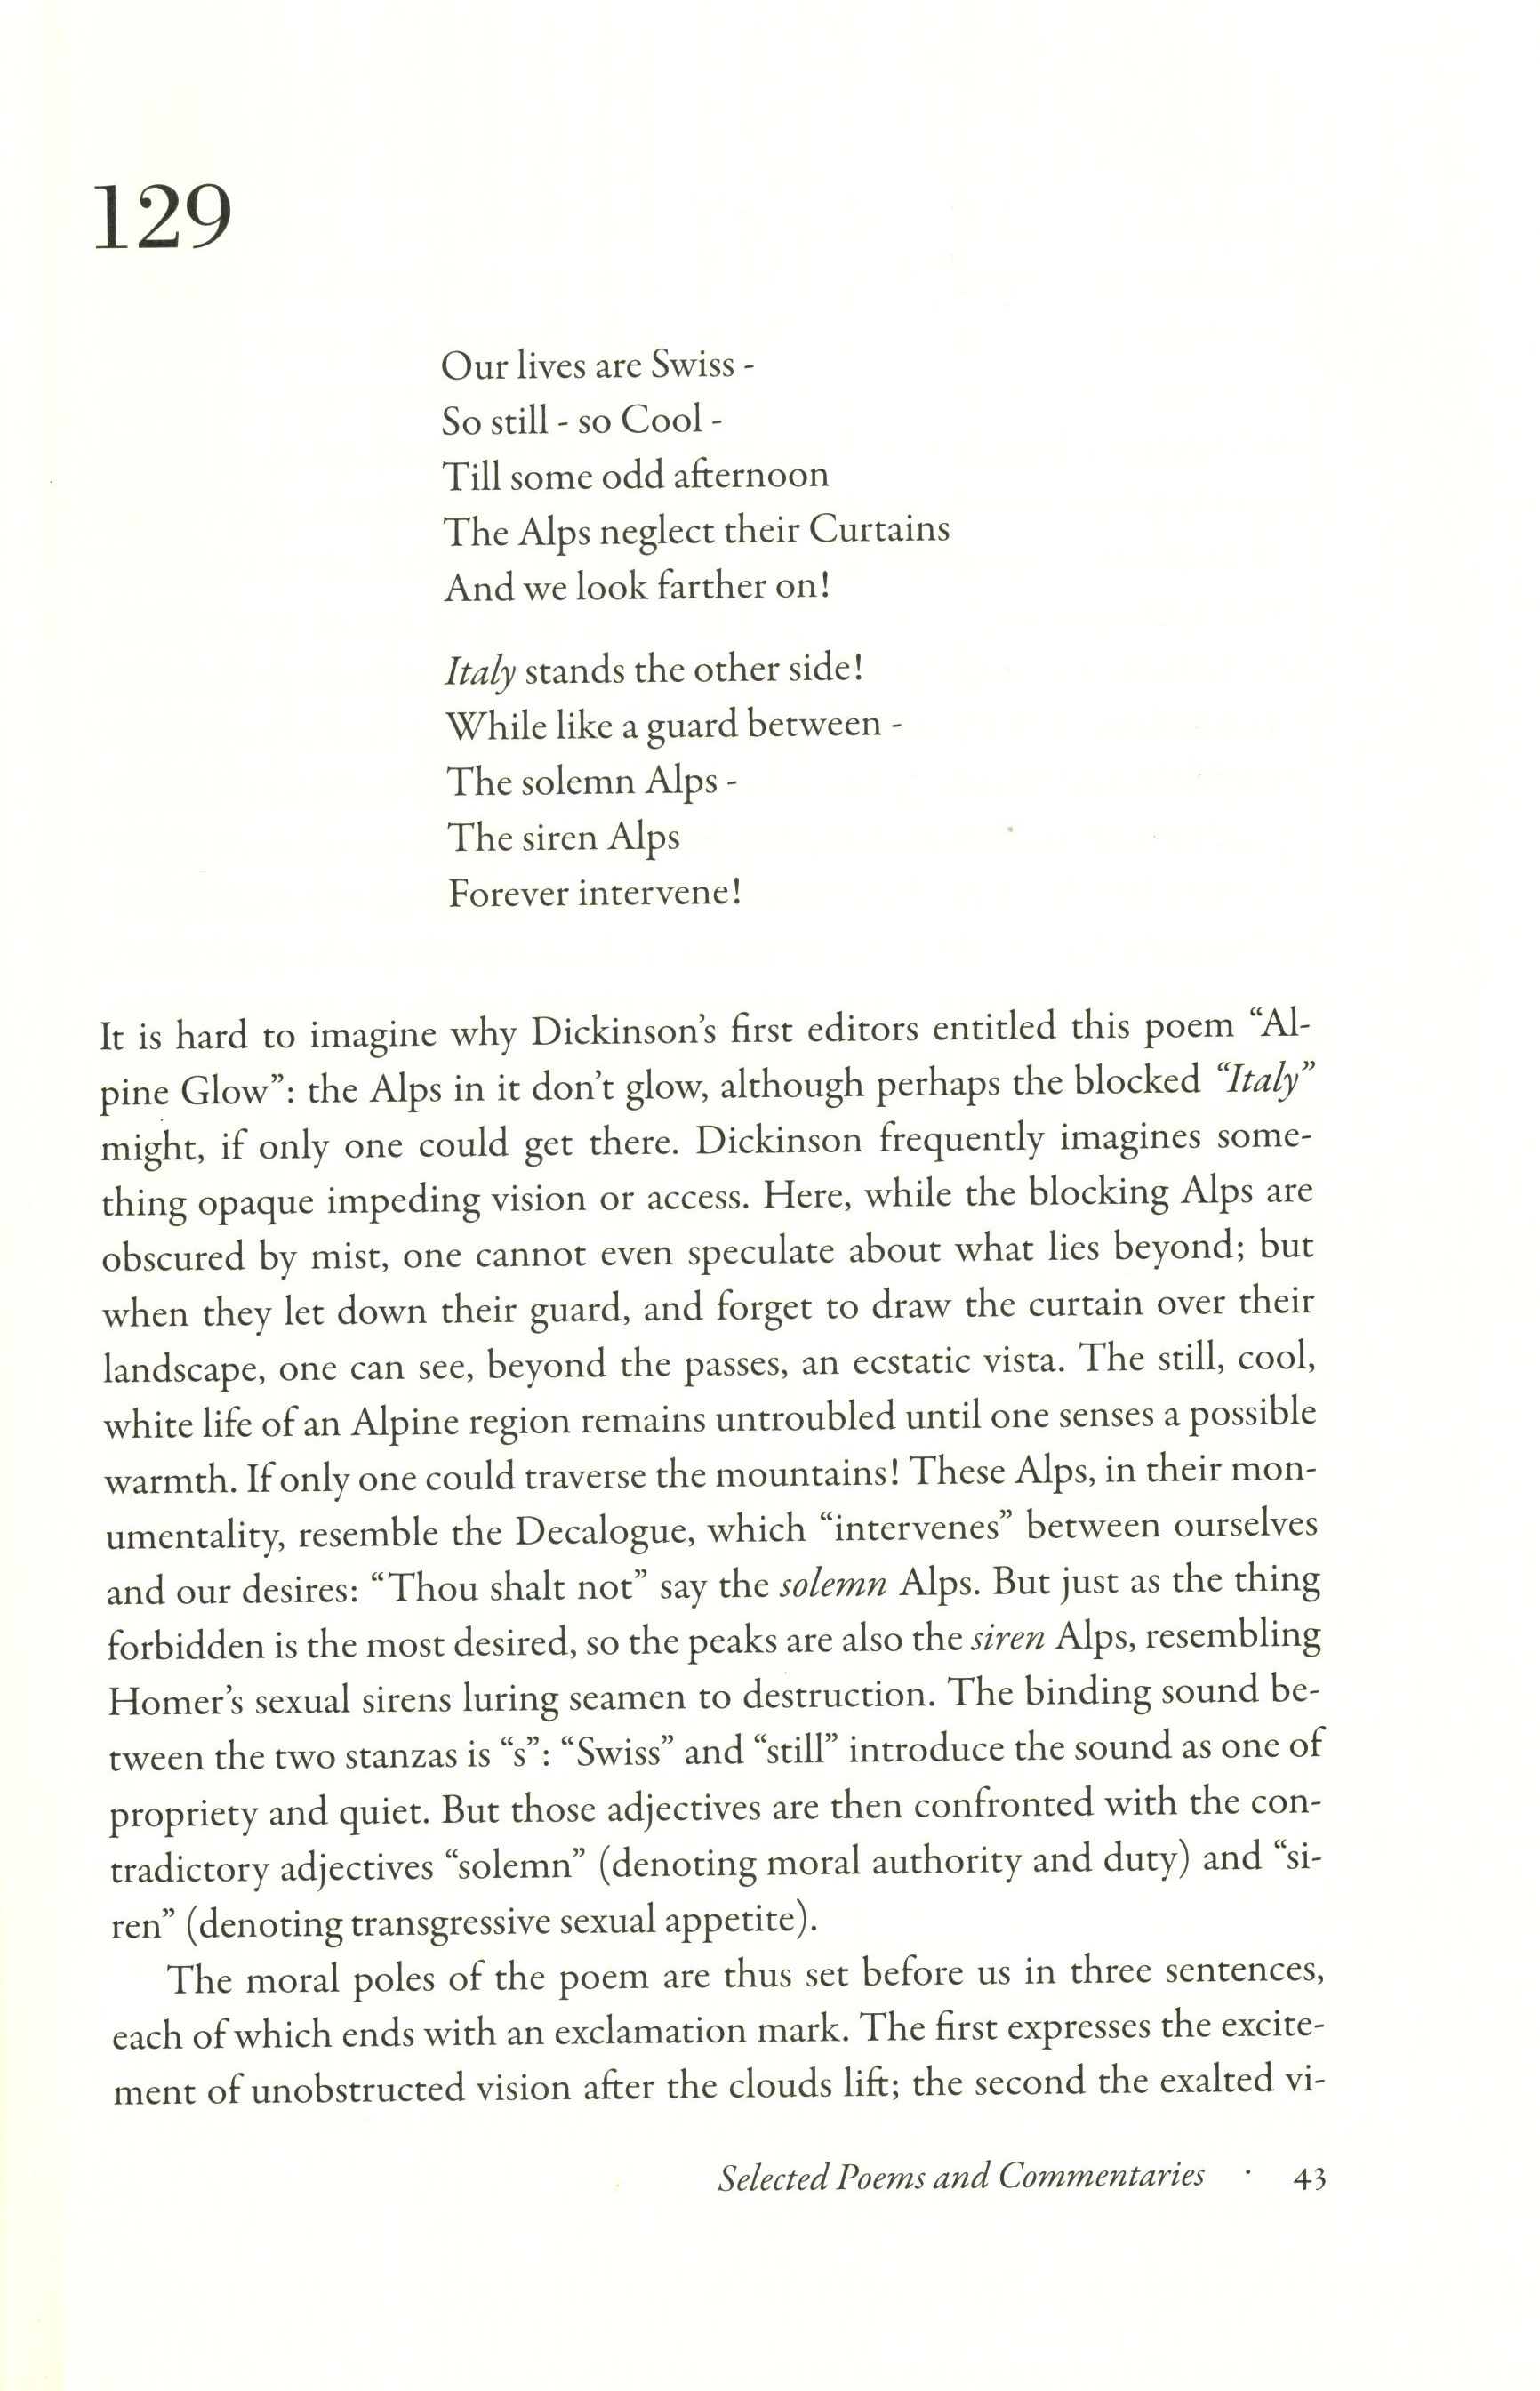 129
Our lives are Swiss -
So still - so Cool -
Till some odd afternoon
The Alps neglect their Curtains
And we look farther on!
Italy stands the other side!
While like a guard between -
The solemn Alps -
The siren Alps
Forever intervene!
It is hard to imagine why Dickinson’s first editors entitled this poem “Al-
pine Glow”: the Alps in it don’t glow, although perhaps the blocked “Italy”
might, if only one could get there. Dickinson frequently imagines some-
thing opaque impeding vision or access. Here, while the blocking Alps are
obscured by mist, one cannot even speculate about what lies beyond; but
when they let down their guard, and forget to draw the curtain over their
landscape, one can see, beyond the passes, an ecstatic vista. The still, cool,
white life of an Alpine region remains untroubled until one senses a possible
warmth. If only one could traverse the mountains! These Alps, in their mon-
umentality, resemble the Decalogue, which “intervenes” between ourselves
and our desires: “Thou shalt not” say the solemn Alps. But just as the thing
forbidden is the most desired, so the peaks are also the siren Alps, resembling
Homer’s sexual sirens luring seamen to destruction. The binding sound be-
tween the two stanzas is “s”: “Swiss” and “still” introduce the sound as one of
propriety and quiet. But those adjectives are then confronted with the con-
tradictory adjectives “solemn” (denoting moral authority and duty) and “si-
ren” (denoting transgressive sexual appetite).
The moral poles of the poem are thus set before us in three sentences,
each of which ends with an exclamation mark. The first expresses the excite-
ment of unobstructed vision after the clouds lift; the second the exalted vi-
Selected Poems and Commentaries · 43